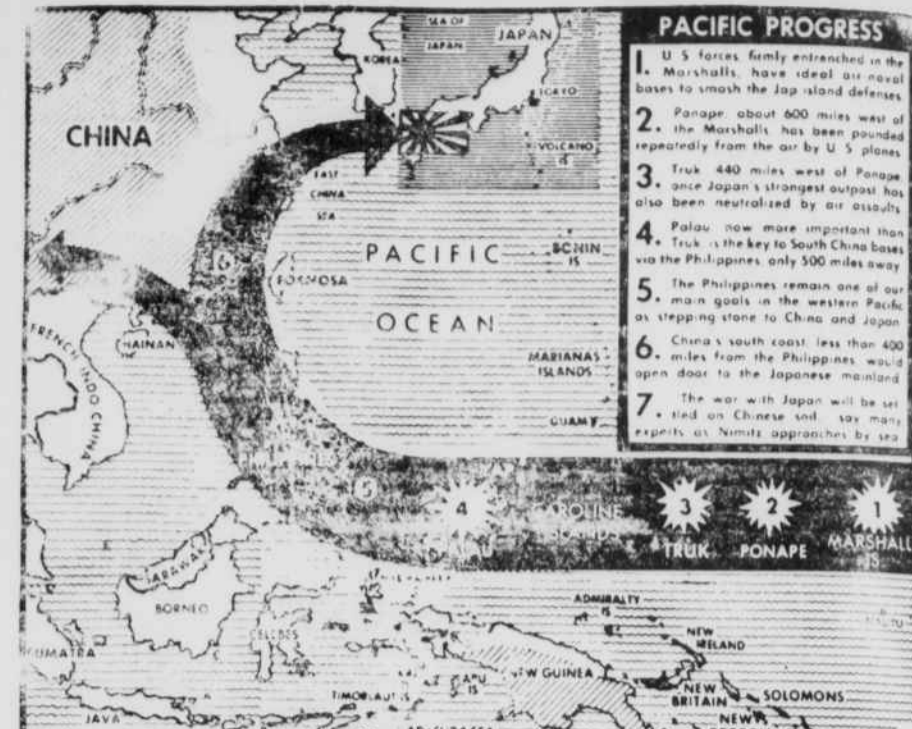 PACIFIC PROGRESS
1. U S forces firmly entrenched in the
Marshalls, have ideal air-naval
bases to smash the Jap island defenses
2. Ponape, about 600 miles west of
the Marshalls, has been pounded
repeatedly from the air by U S planes
3. Truk 440 miles west of Ponape,
once Japan's strongest outpost has
also been neutralized by air assaults
4. Palau now more important than
Truk is the key to South China bases
via the Philippines, only 500 miles away
5. The Philippines remain one of our
main goals in the western Pacific
as stepping stone to China and Japan
6. China's south coast, less than 400
miles from the Philippines, would
open door to the Japanese mainland
7. The war with Japan will be set-
tled on Chinese soil say many
experts as Nimitz approaches by sea
SEA OF
JAPAN
JAPAN
KOREA
TOKYO
CHINA
VOLCANO
IS
EAST
CHINA
SEA
PACIFIC
OCEAN
BONIN
IS
6
FORMOSA
HAINAN
FRENCH INDO CHINA
MARIANAS
ISLANDS
GUAM
5
4
CAROLINE
ISLANDS
3
TRUK
2
PONAPE
1
MARSHALL
IS
SARAWAK
BORNEO
CELEBES
SUMATRA
JAVA
TIMORLAUT IS
ADMIRALTY
IS
NEW
IRELAND
NEW GUINEA
NEW
BRITAIN
SOLOMONS
NEW